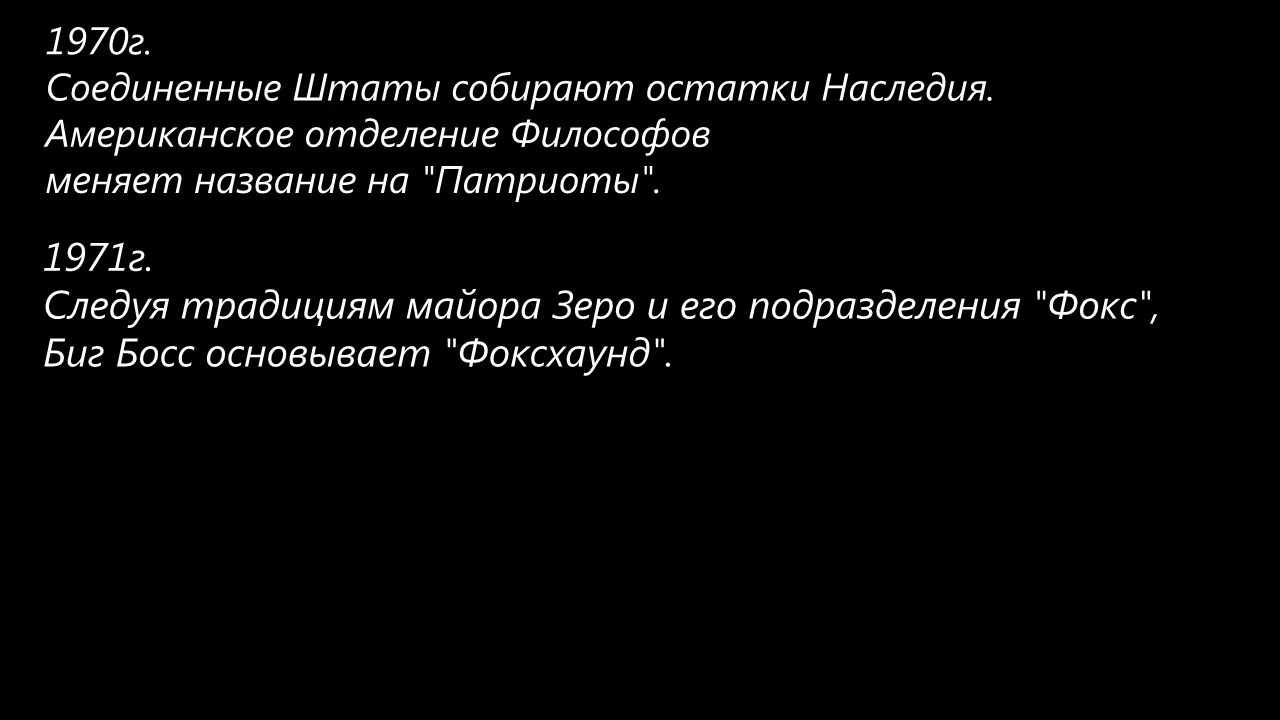 1970г.
Соединенные Штаты собирают остатки Наследия.
Американское отделение Философов
меняет название на "Патриоты".
1971г.
Следуя традициям майора Зеро и его подразделения "Фокс",
Биг Босс основывает "Фоксхаунд".